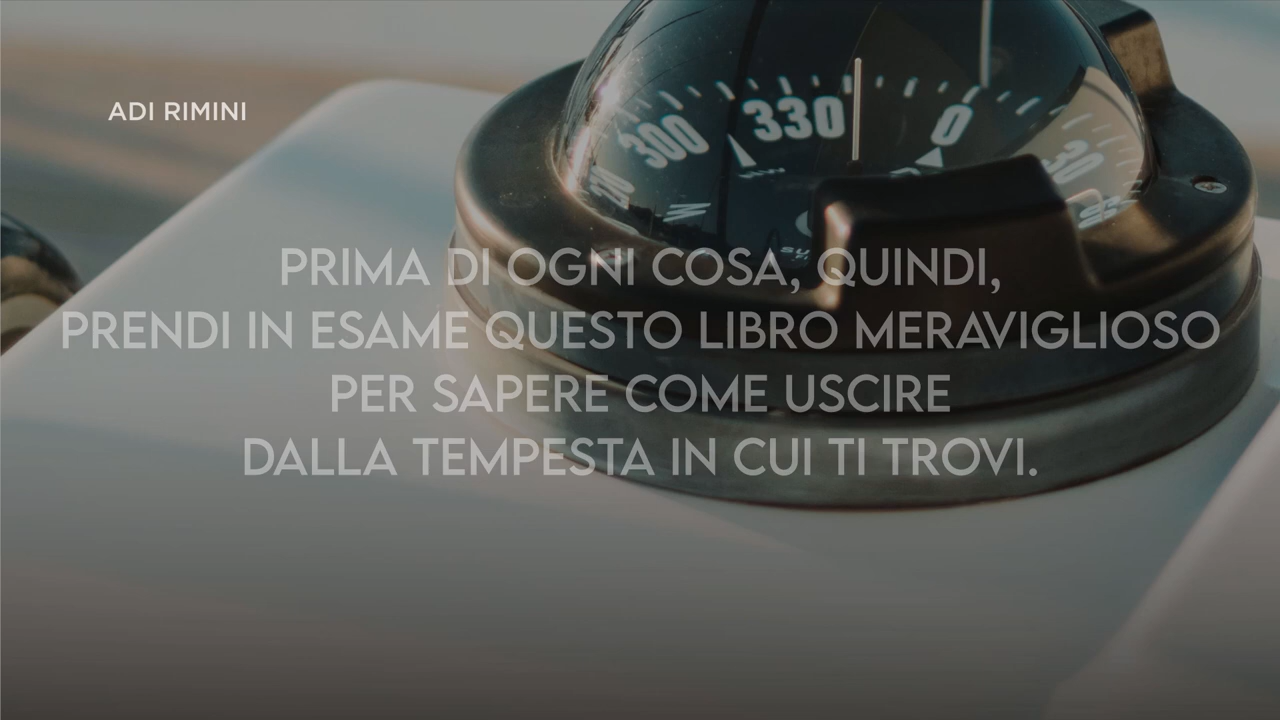 ADI RIMINI
300 330 0 30
N
PRIMA DI OGNI COSA, QUINDI,
PRENDI IN ESAME QUESTO LIBRO MERAVIGLIOSO
PER SAPERE COME USCIRE
DALLA TEMPESTA IN CUI TI TROVI.